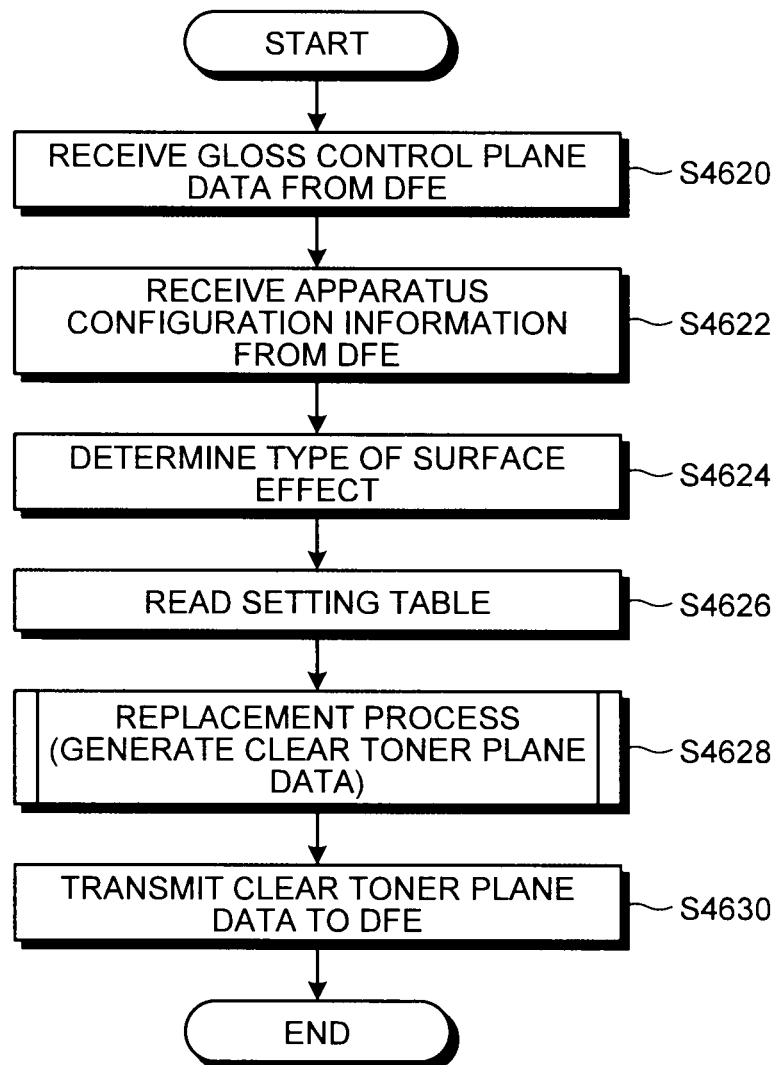 START
RECEIVE GLOSS CONTROL PLANE
DATA FROM DFE
S4620
RECEIVE APPARATUS
CONFIGURATION INFORMATION
FROM DFE
S4622
DETERMINE TYPE OF SURFACE
EFFECT
S4624
READ SETTING TABLE
S4626
REPLACEMENT PROCESS
(GENERATE CLEAR TONER PLANE
DATA)
S4628
TRANSMIT CLEAR TONER PLANE
DATA TO DFE
S4630
END